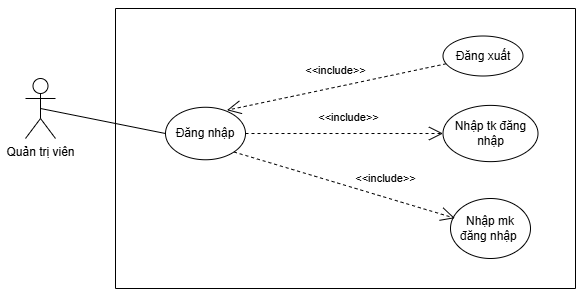 Đăng xuất
<<include>>
<<include>>
Đăng nhập
Nhập tk đăng
nhập
Quản trị viên
<<include>>
Nhập mk
đăng nhập